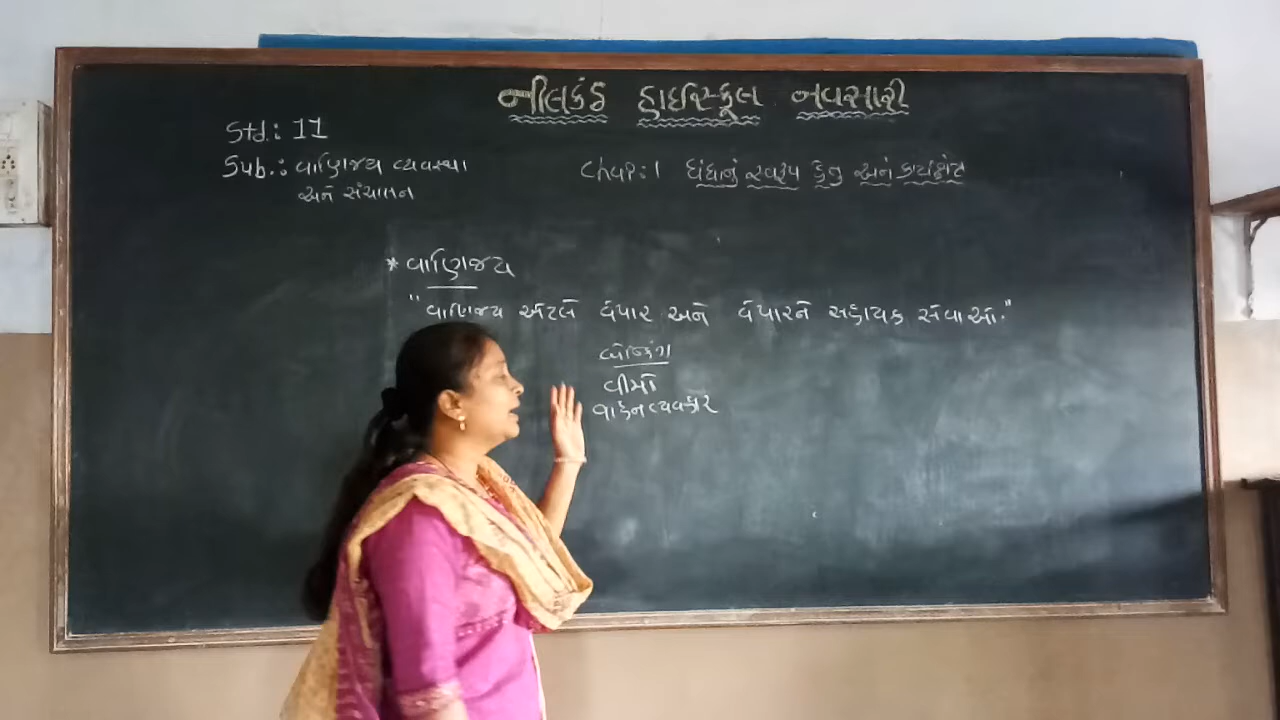 નીલકંઠ હાઈસ્કૂલ નવસારી
Std.: 11
Sub.: વાણિજ્ય વ્યવસ્થા
અને સંચાલન
Chap:1 ધંધાનું સ્વરૂપ હેતુ અને કાર્યક્ષેત્ર
* વાણિજ્ય
"વાણિજ્ય એટલે વેપાર અને વેપારને સહાયક સેવાઓ."
બેન્કિંગ
વીમો
વાહનવ્યવહાર